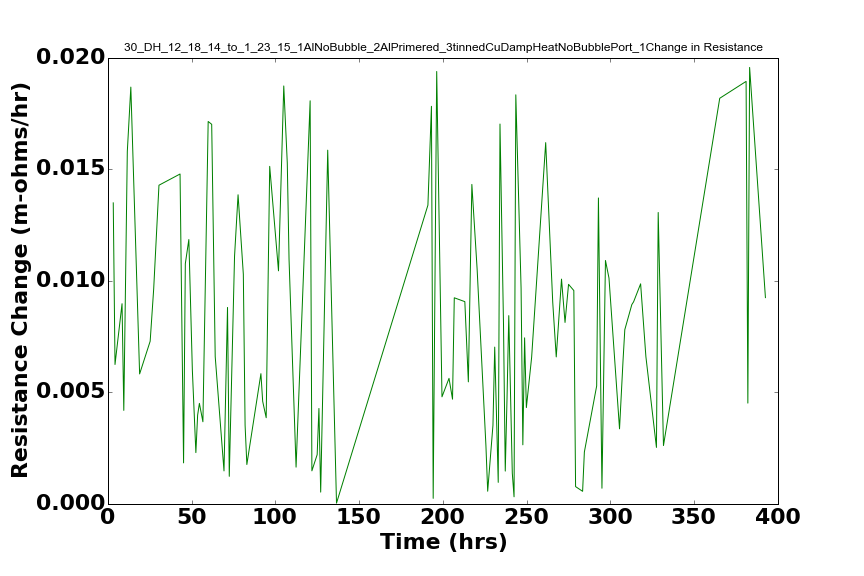 30_DH_12_18_14_to_1_23_15_1AlNoBubble_2AlPrimered_3tinnedCuDampHeatNoBubblePort_1Change in Resistance
0.020
0.015
0.010
0.005
0.000
Resistance Change (m-ohms/hr)
0 50 100 150 200 250 300 350 400
Time (hrs)